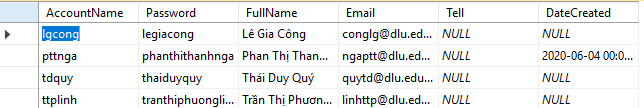 AccountName Password FullName Email Tell DateCreated
lgcong legiacong Lê Gia Công conglg@dlu.ed... NULL NULL
pttnga phanthithanhnga Phan Thị Than... ngaptt@dlu.ed... NULL 2020-06-04 00:0...
tdquy thaiduyquy Thái Duy Quý quytd@dlu.edu... NULL NULL
ttplinh tranthiphuongli... Trần Thị Phươn... linhttp@dlu.ed... NULL NULL